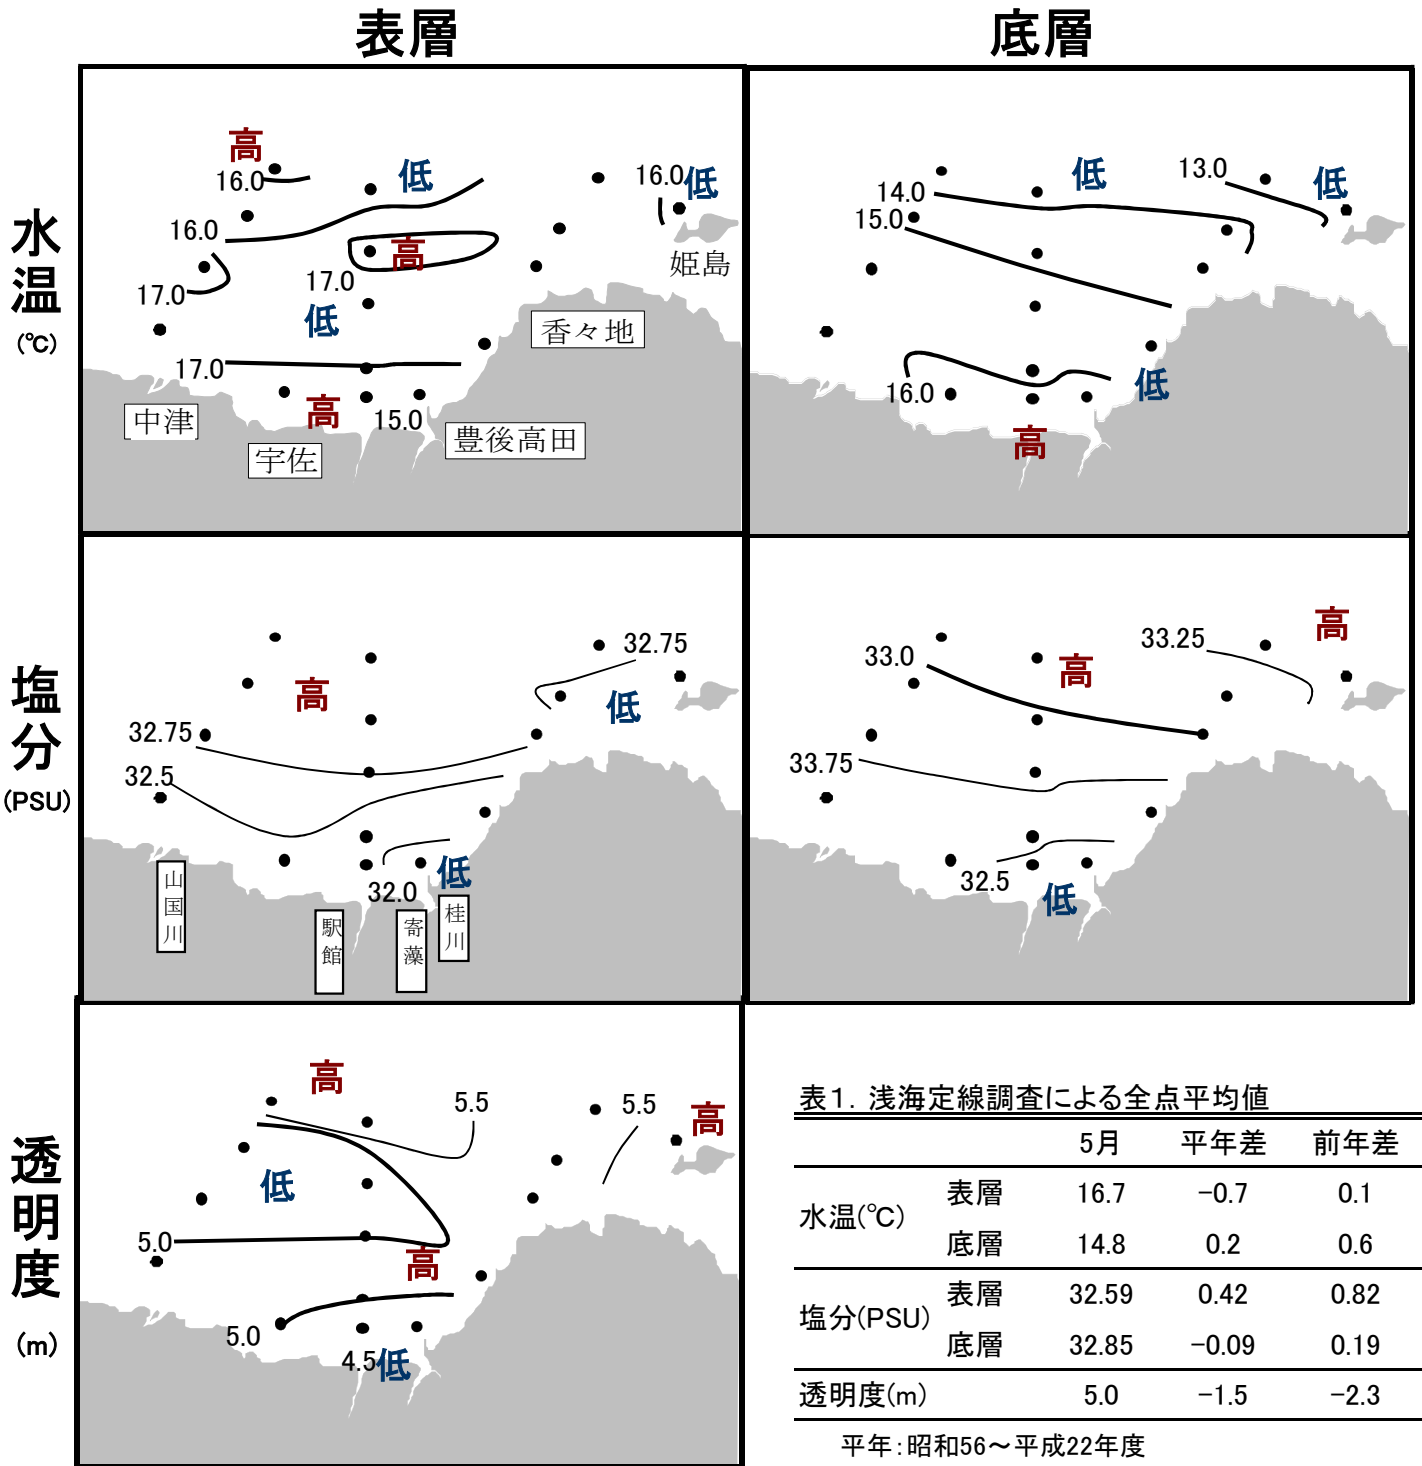 表層
底層
水温
(℃)
高
16.0
低
16.0
低
16.0
高
17.0
17.0
低
姫島
香々地
17.0
高
15.0
中津
宇佐
豊後高田
低
13.0
低
14.0
15.0
16.0
低
高
塩分
(PSU)
32.75
高
低
32.75
32.5
32.0
低
山国川
駅館
寄藻
桂川
高
33.25
33.0
高
33.75
32.5
低
透明度
(m)
高
5.5
5.5
高
低
5.0
高
5.0
4.5
低
表1. 浅海定線調査による全点平均値
5月 平年差 前年差
水温(℃) 表層 16.7 −0.7 0.1
底層 14.8 0.2 0.6
塩分(PSU) 表層 32.59 0.42 0.82
底層 32.85 −0.09 0.19
透明度(m) 5.0 −1.5 −2.3
平年:昭和56～平成22年度